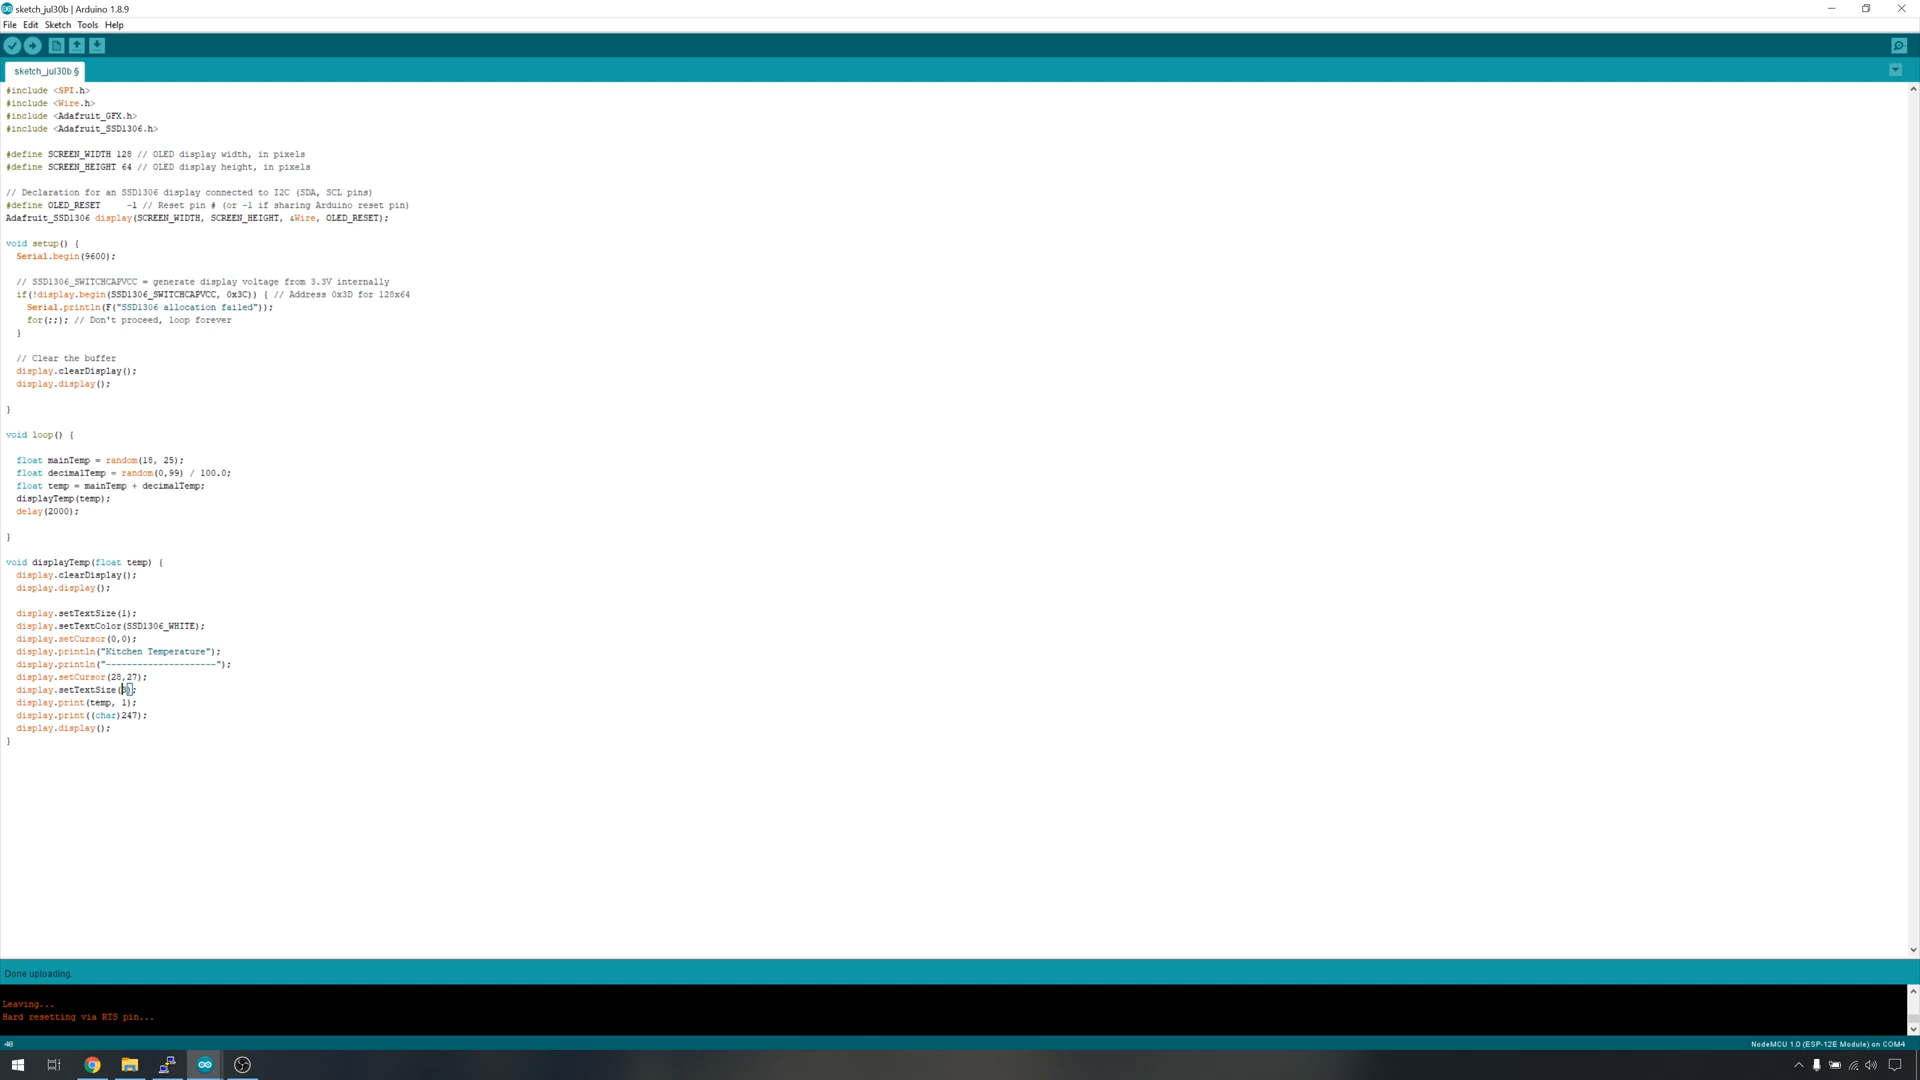 sketch_jul30b | Arduino 1.8.9
File Edit Sketch Tools Help
sketch_jul30b §
#include <SPI.h>
#include <Wire.h>
#include <Adafruit_GFX.h>
#include <Adafruit_SSD1306.h>
#define SCREEN_WIDTH 128 // OLED display width, in pixels
#define SCREEN_HEIGHT 64 // OLED display height, in pixels
// Declaration for an SSD1306 display connected to I2C (SDA, SCL pins)
#define OLED_RESET     -1 // Reset pin # (or -1 if sharing Arduino reset pin)
Adafruit_SSD1306 display(SCREEN_WIDTH, SCREEN_HEIGHT, &Wire, OLED_RESET);
void setup() {
  Serial.begin(9600);
  // SSD1306_SWITCHCAPVCC = generate display voltage from 3.3V internally
  if(!display.begin(SSD1306_SWITCHCAPVCC, 0x3C)) { // Address 0x3D for 128x64
    Serial.println(F("SSD1306 allocation failed"));
    for(;;); // Don't proceed, loop forever
  }
  // Clear the buffer
  display.clearDisplay();
  display.display();
}
void loop() {
  float mainTemp = random(18, 25);
  float decimalTemp = random(0,99) / 100.0;
  float temp = mainTemp + decimalTemp;
  displayTemp(temp);
  delay(2000);
}
void displayTemp(float temp) {
  display.clearDisplay();
  display.display();
  display.setTextSize(1);
  display.setTextColor(SSD1306_WHITE);
  display.setCursor(0,0);
  display.println("Kitchen Temperature");
  display.println("---------------------");
  display.setCursor(28,27);
  display.setTextSize(3);
  display.print(temp, 1);
  display.print((char)247);
  display.display();
}
Done uploading.
Leaving...
Hard resetting via RTS pin...
40
NodeMCU 1.0 (ESP-12E Module) on COM4